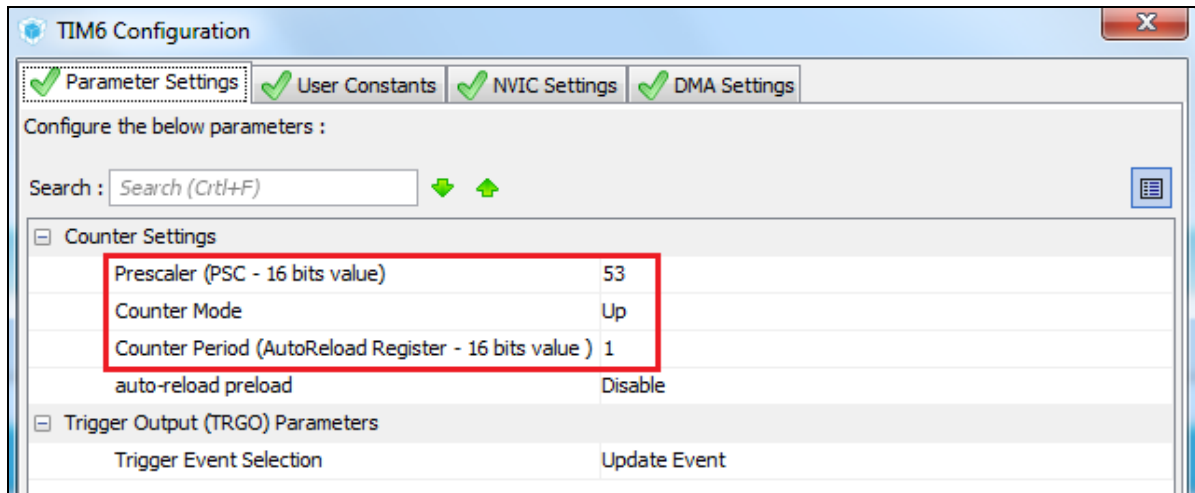 TIM6 Configuration
Parameter Settings User Constants NVIC Settings DMA Settings
Configure the below parameters :
Search : Search (Crtl+F)
Counter Settings
Prescaler (PSC - 16 bits value) 53
Counter Mode Up
Counter Period (AutoReload Register - 16 bits value ) 1
auto-reload preload Disable
Trigger Output (TRGO) Parameters
Trigger Event Selection Update Event